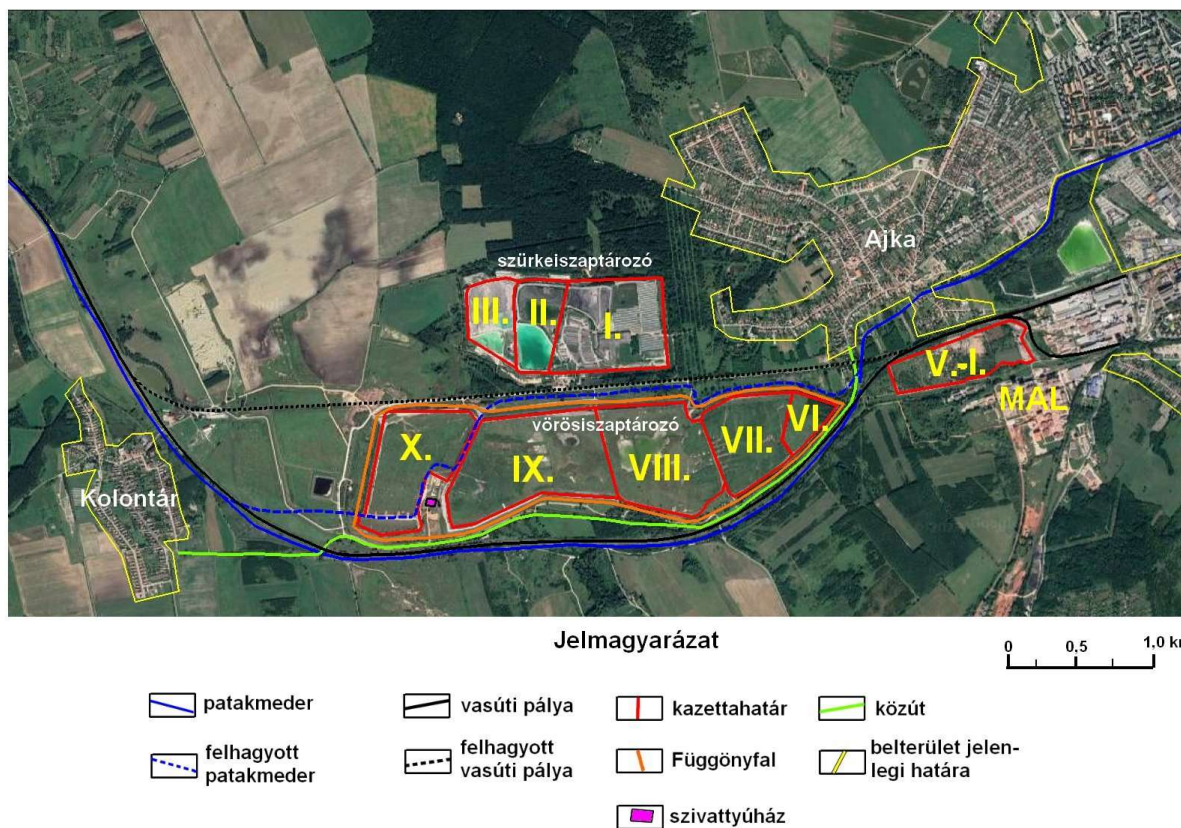 Ajka
szürkeiszaptározó
III.
II.
I.
V.-I.
MAL
vörösiszaptározó
X.
IX.
VIII.
VII.
VI.
Kolontár
Jelmagyarázat
0 0,5 1,0 km
patakmeder
vasúti pálya
kazettahatár
közút
felhagyott
patakmeder
felhagyott
vasúti pálya
Függönyfal
belterület jelen-
legi határa
szivattyúház